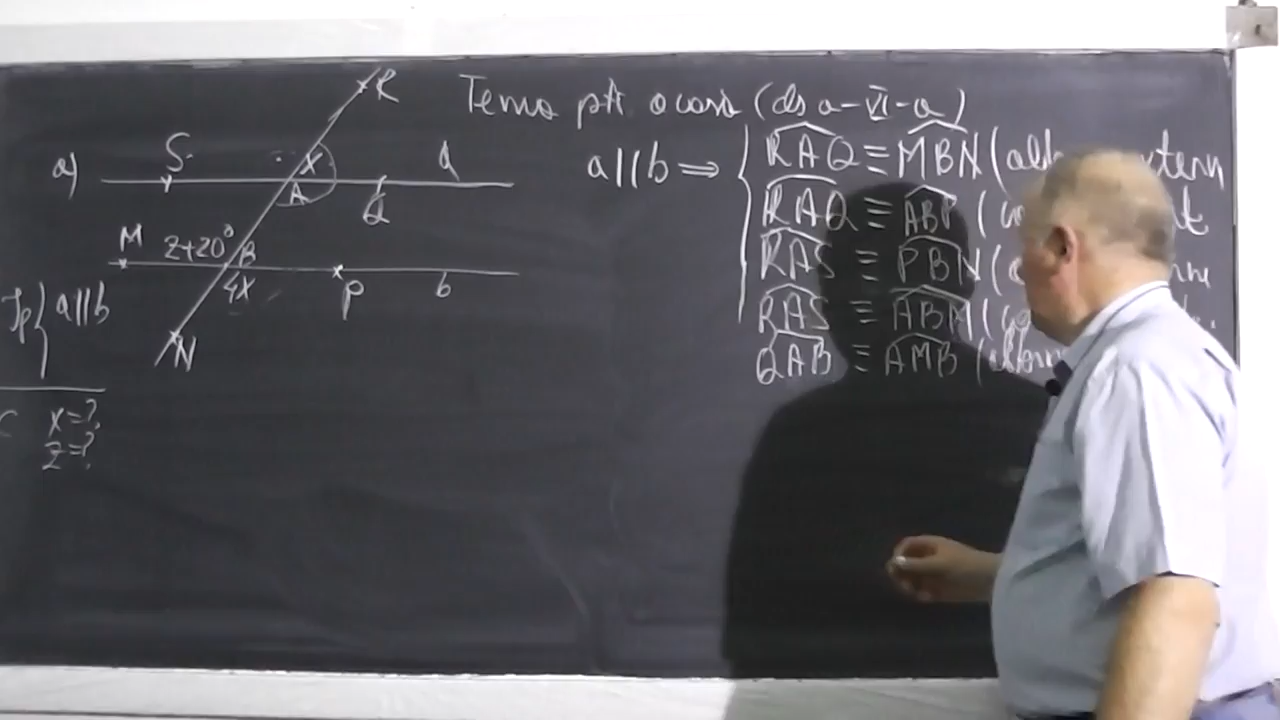 Tema pt. acasă (cls a-VI-a)
a)
S
R
x
A
Q
M
z+20°
B
4x
P
b
N
Ip { a||b
C x=?
z=?
a||b ⇒ { RAQ ≡ MBN (alt extern
RAQ ≡ ABP
RAS ≡ PBN
RAS ≡ ABM
QAB ≡ AMB